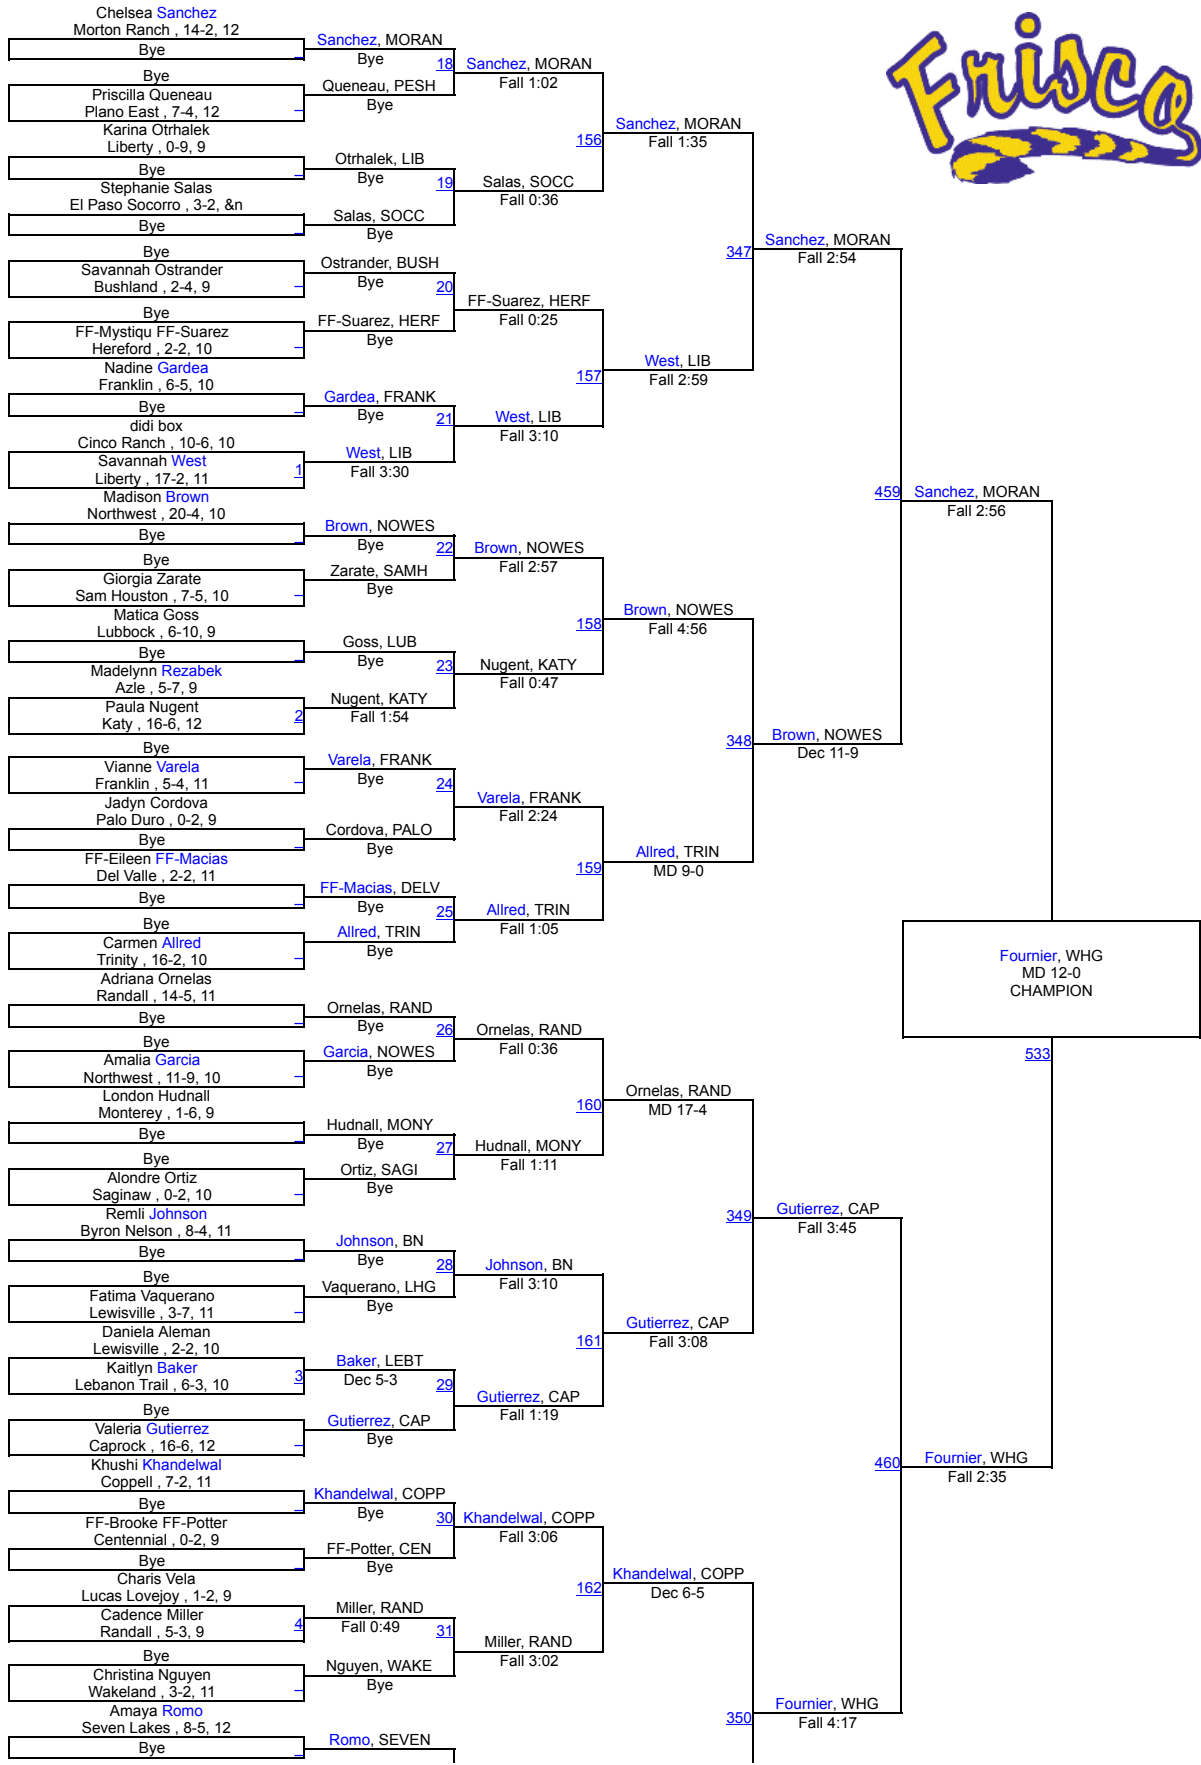 Frisco
Chelsea Sanchez
Morton Ranch , 14-2, 12
Bye
Bye
Priscilla Queneau
Plano East , 7-4, 12
Karina Otrhalek
Liberty , 0-9, 9
Bye
Stephanie Salas
El Paso Socorro , 3-2, &n
Bye
Bye
Savannah Ostrander
Bushland , 2-4, 9
Bye
FF-Mystiqu FF-Suarez
Hereford , 2-2, 10
Nadine Gardea
Franklin , 6-5, 10
Bye
didi box
Cinco Ranch , 10-6, 10
Savannah West
Liberty , 17-2, 11
1
Madison Brown
Northwest , 20-4, 10
Bye
Bye
Giorgia Zarate
Sam Houston , 7-5, 10
Matica Goss
Lubbock , 6-10, 9
Bye
Madelynn Rezabek
Azle , 5-7, 9
Paula Nugent
Katy , 16-6, 12
2
Bye
Vianne Varela
Franklin , 5-4, 11
Jadyn Cordova
Palo Duro , 0-2, 9
Bye
FF-Eileen FF-Macias
Del Valle , 2-2, 11
Bye
Bye
Carmen Allred
Trinity , 16-2, 10
Adriana Ornelas
Randall , 14-5, 11
Bye
Bye
Amalia Garcia
Northwest , 11-9, 10
London Hudnall
Monterey , 1-6, 9
Bye
Bye
Alondre Ortiz
Saginaw , 0-2, 10
Remli Johnson
Byron Nelson , 8-4, 11
Bye
Bye
Fatima Vaquerano
Lewisville , 3-7, 11
Daniela Aleman
Lewisville , 2-2, 10
Kaitlyn Baker
Lebanon Trail , 6-3, 10
3
Bye
Valeria Gutierrez
Caprock , 16-6, 12
Khushi Khandelwal
Coppell , 7-2, 11
Bye
FF-Brooke FF-Potter
Centennial , 0-2, 9
Bye
Charis Vela
Lucas Lovejoy , 1-2, 9
Cadence Miller
Randall , 5-3, 9
4
Bye
Christina Nguyen
Wakeland , 3-2, 11
Amaya Romo
Seven Lakes , 8-5, 12
Bye
Sanchez, MORAN
Bye
18
Queneau, PESH
Bye
Otrhalek, LIB
Bye
19
Salas, SOCC
Bye
Ostrander, BUSH
Bye
20
FF-Suarez, HERF
Bye
Gardea, FRANK
Bye
21
West, LIB
Fall 3:30
Brown, NOWES
Bye
22
Zarate, SAMH
Bye
Goss, LUB
Bye
23
Nugent, KATY
Fall 1:54
Varela, FRANK
Bye
24
Cordova, PALO
Bye
FF-Macias, DELV
Bye
25
Allred, TRIN
Bye
Ornelas, RAND
Bye
26
Garcia, NOWES
Bye
Hudnall, MONY
Bye
27
Ortiz, SAGI
Bye
Johnson, BN
Bye
28
Vaquerano, LHG
Bye
Baker, LEBT
Dec 5-3
29
Gutierrez, CAP
Bye
Khandelwal, COPP
Bye
30
FF-Potter, CEN
Bye
Miller, RAND
Fall 0:49
31
Nguyen, WAKE
Bye
Romo, SEVEN
Sanchez, MORAN
Fall 1:02
156
Salas, SOCC
Fall 0:36
FF-Suarez, HERF
Fall 0:25
157
West, LIB
Fall 3:10
Brown, NOWES
Fall 2:57
158
Nugent, KATY
Fall 0:47
Varela, FRANK
Fall 2:24
159
Allred, TRIN
Fall 1:05
Ornelas, RAND
Fall 0:36
160
Hudnall, MONY
Fall 1:11
Johnson, BN
Fall 3:10
161
Gutierrez, CAP
Fall 1:19
Khandelwal, COPP
Fall 3:06
162
Miller, RAND
Fall 3:02
Sanchez, MORAN
Fall 1:35
347
West, LIB
Fall 2:59
Brown, NOWES
Fall 4:56
348
Allred, TRIN
MD 9-0
Ornelas, RAND
MD 17-4
349
Gutierrez, CAP
Fall 3:08
Khandelwal, COPP
Dec 6-5
350
Sanchez, MORAN
Fall 2:54
459
Brown, NOWES
Dec 11-9
Gutierrez, CAP
Fall 3:45
460
Fournier, WHG
Fall 4:17
Sanchez, MORAN
Fall 2:56
Fournier, WHG
Fall 2:35
Fournier, WHG
MD 12-0
CHAMPION
533